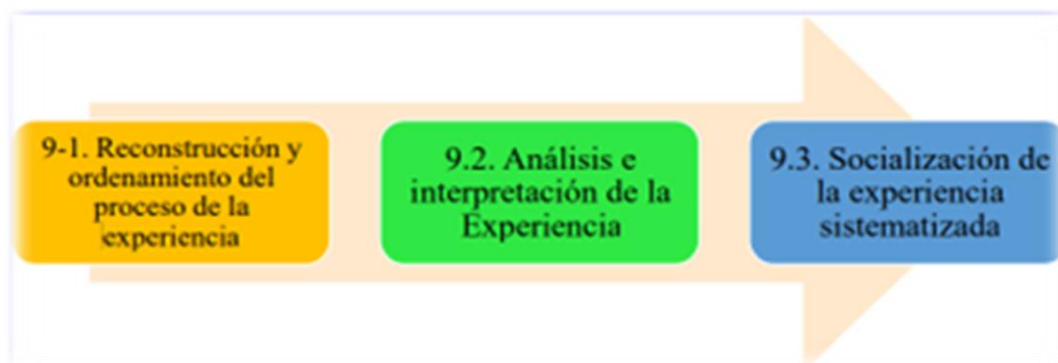 9-1. Reconstrucción y
ordenamiento del
proceso de la
experiencia
9.2. Análisis e
interpretación de la
Experiencia
9.3. Socialización de
la experiencia
sistematizada